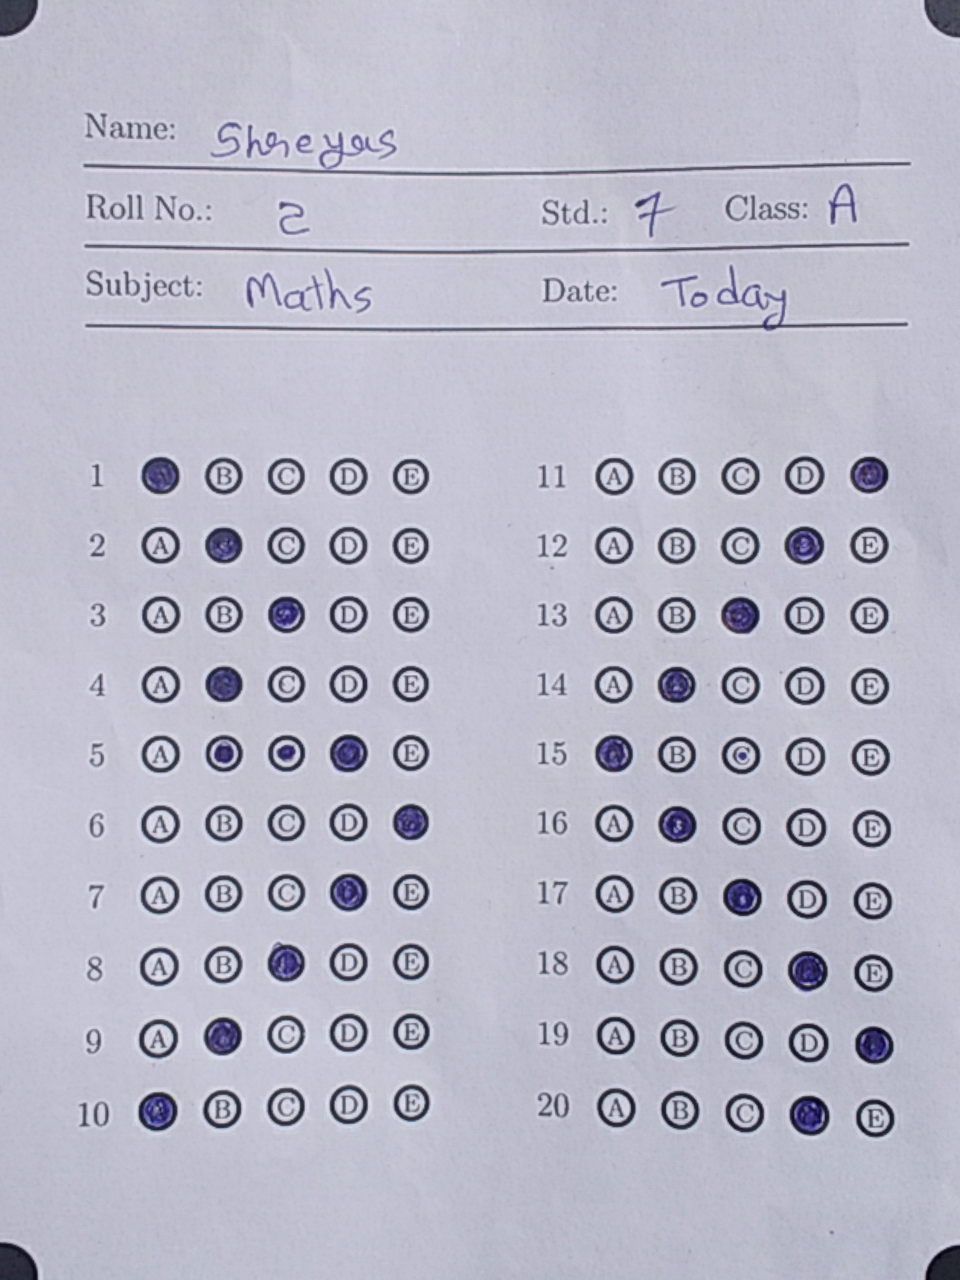 Name: Shreyas
Roll No.: 2 Std.: 7 Class: A
Subject: Maths Date: Today
1 B C D E 11 A B C D
2 A C D E 12 A B C E
3 A B D E 13 A B D E
4 A C D E 14 A C D E
5 A E 15 B C D E
6 A B C D 16 A C D E
7 A B C E 17 A B D E
8 A B D E 18 A B C E
9 A C D E 19 A B C D
10 B C D E 20 A B C E